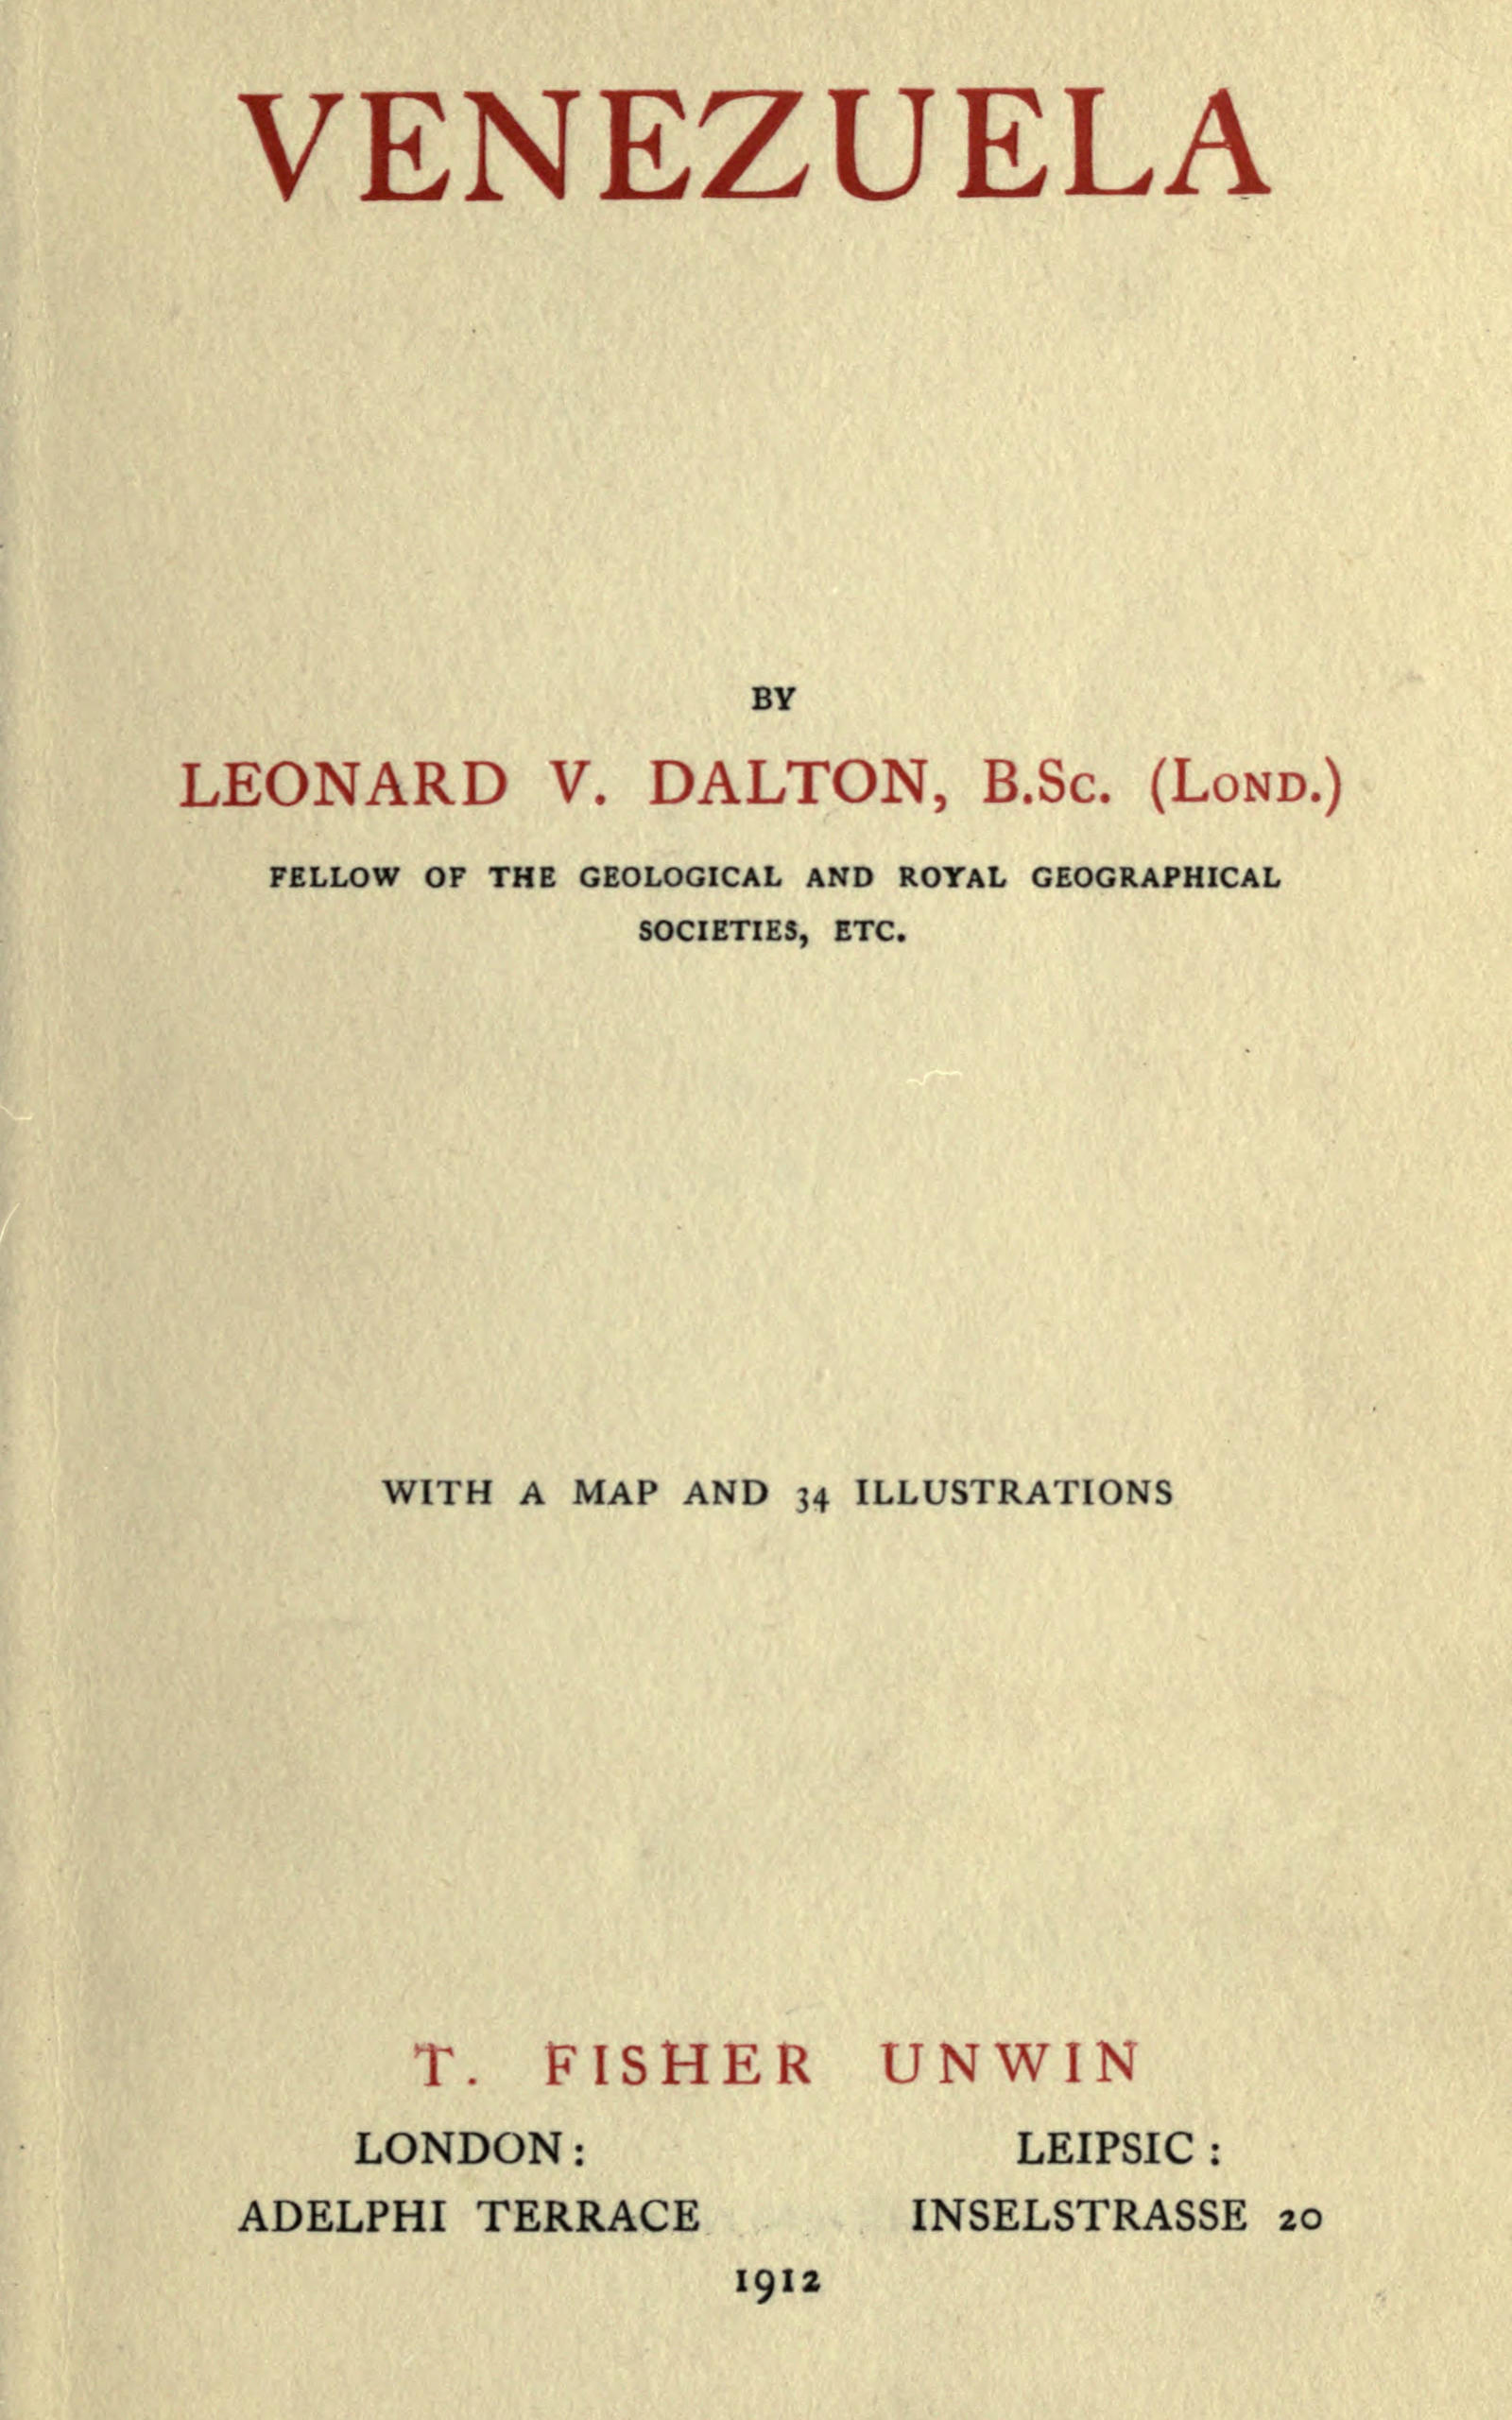 VENEZUELA
BY
LEONARD V. DALTON, B.Sc. (LOND.)
FELLOW OF THE GEOLOGICAL AND ROYAL GEOGRAPHICAL
SOCIETIES, ETC.
WITH A MAP AND 34 ILLUSTRATIONS
T. FISHER UNWIN
LONDON: LEIPSIC:
ADELPHI TERRACE INSELSTRASSE 20
1912